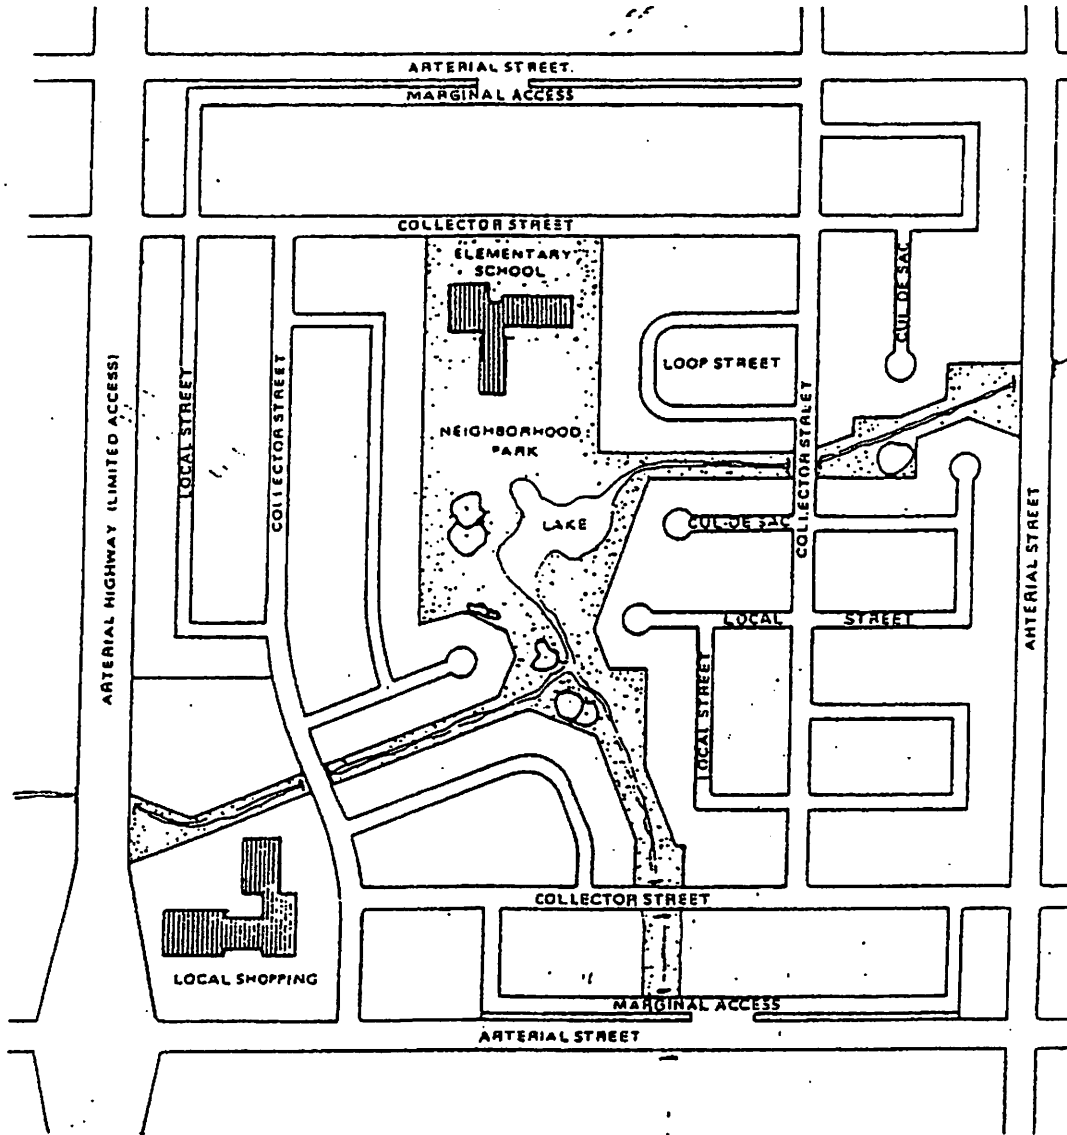 ARTERIAL STREET.
MARGINAL ACCESS
COLLECTOR STREET
ELEMENTARY
SCHOOL
CUL DE SAC
LOOP STREET
ARTERIAL HIGHWAY (LIMITED ACCESS)
LOCAL STREET
COLLECTOR STREET
NEIGHBORHOOD
PARK
COLLECTOR STREET
LAKE
CUL-DE SAC
ARTERIAL STREET
LOCAL STREET
LOCAL STREET
COLLECTOR STREET
LOCAL SHOPPING
MARGINAL ACCESS
ARTERIAL STREET